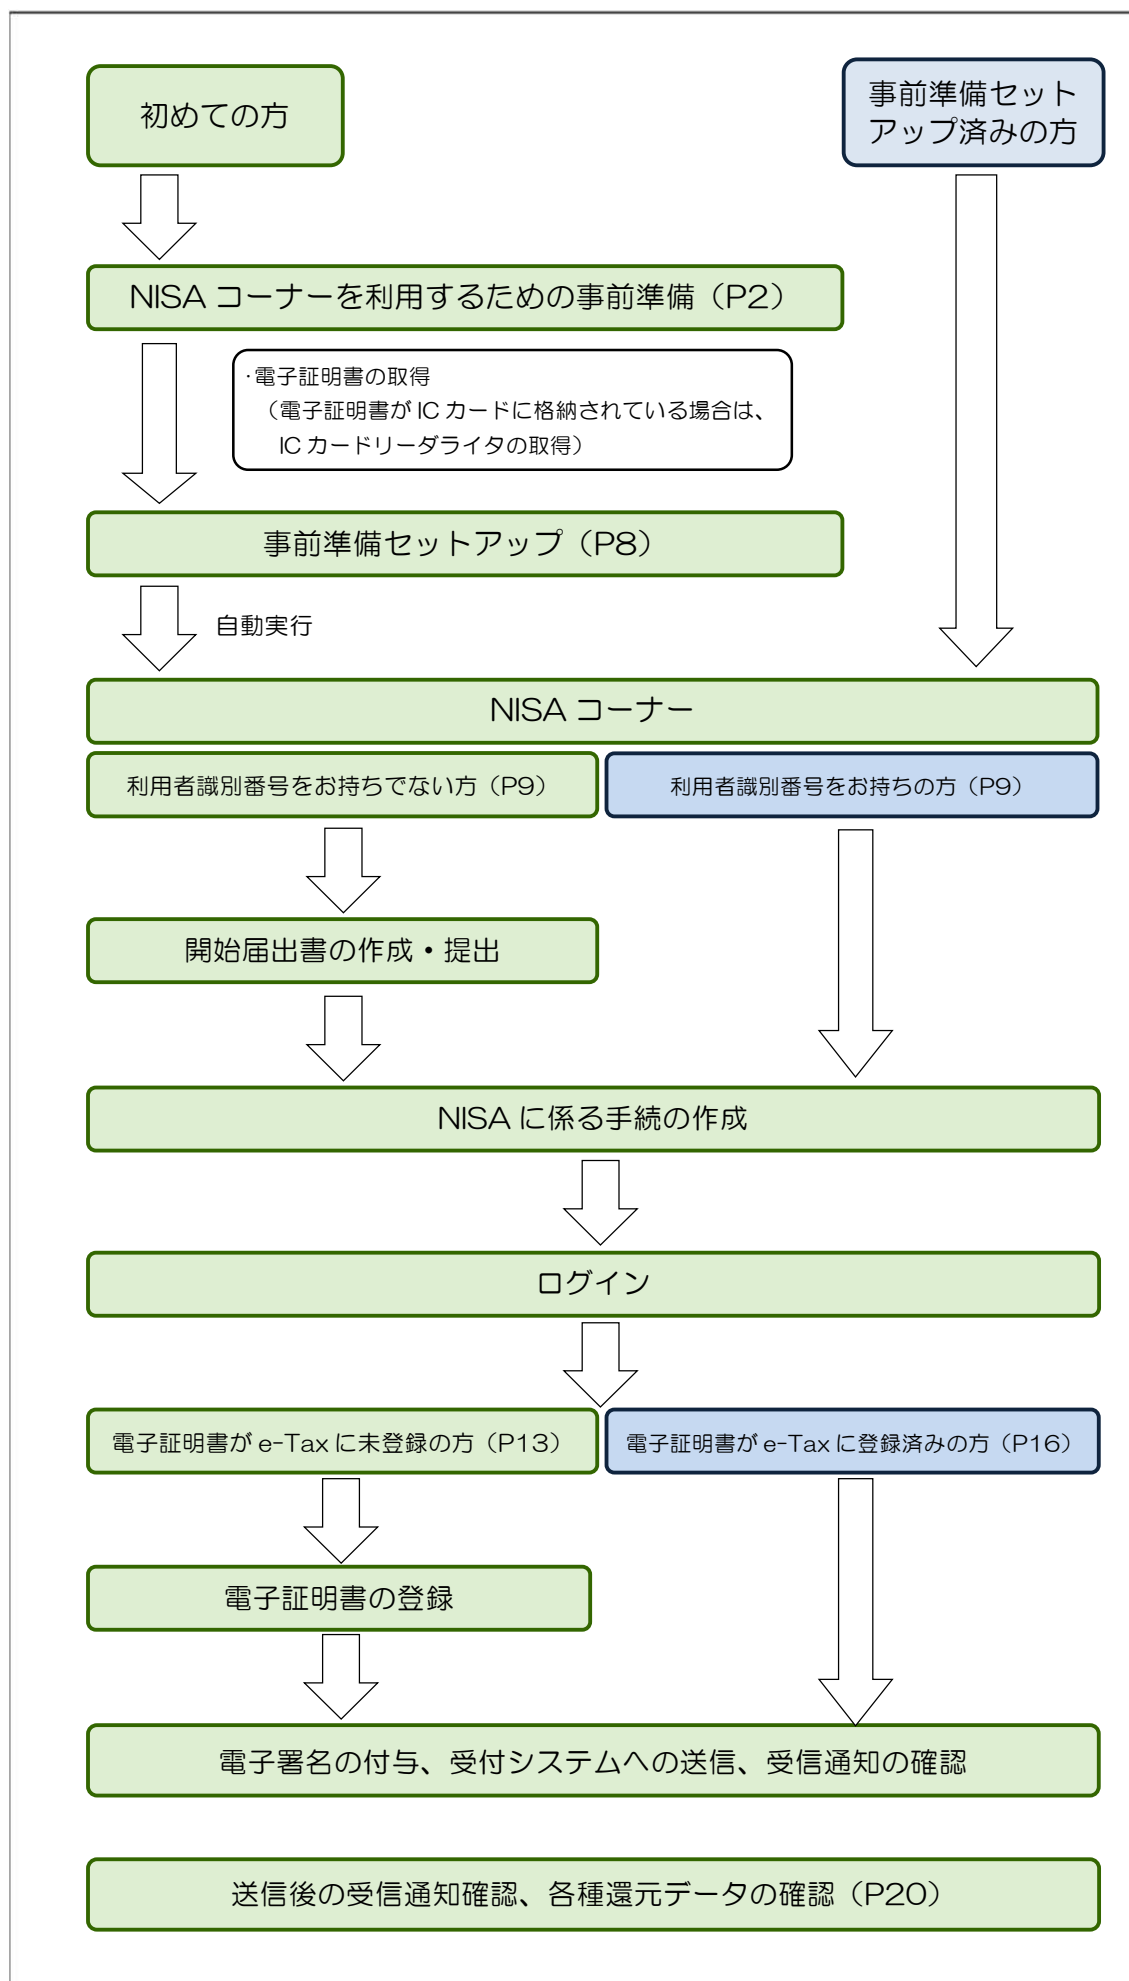 初めての方
事前準備セット
アップ済みの方
NISA コーナーを利用するための事前準備（P2）
・電子証明書の取得
（電子証明書が IC カードに格納されている場合は、
IC カードリーダライタの取得）
事前準備セットアップ（P8）
自動実行
NISA コーナー
利用者識別番号をお持ちでない方（P9）
利用者識別番号をお持ちの方（P9）
開始届出書の作成・提出
NISA に係る手続の作成
ログイン
電子証明書が e-Tax に未登録の方（P13）
電子証明書が e-Tax に登録済みの方（P16）
電子証明書の登録
電子署名の付与、受付システムへの送信、受信通知の確認
送信後の受信通知確認、各種還元データの確認（P20）